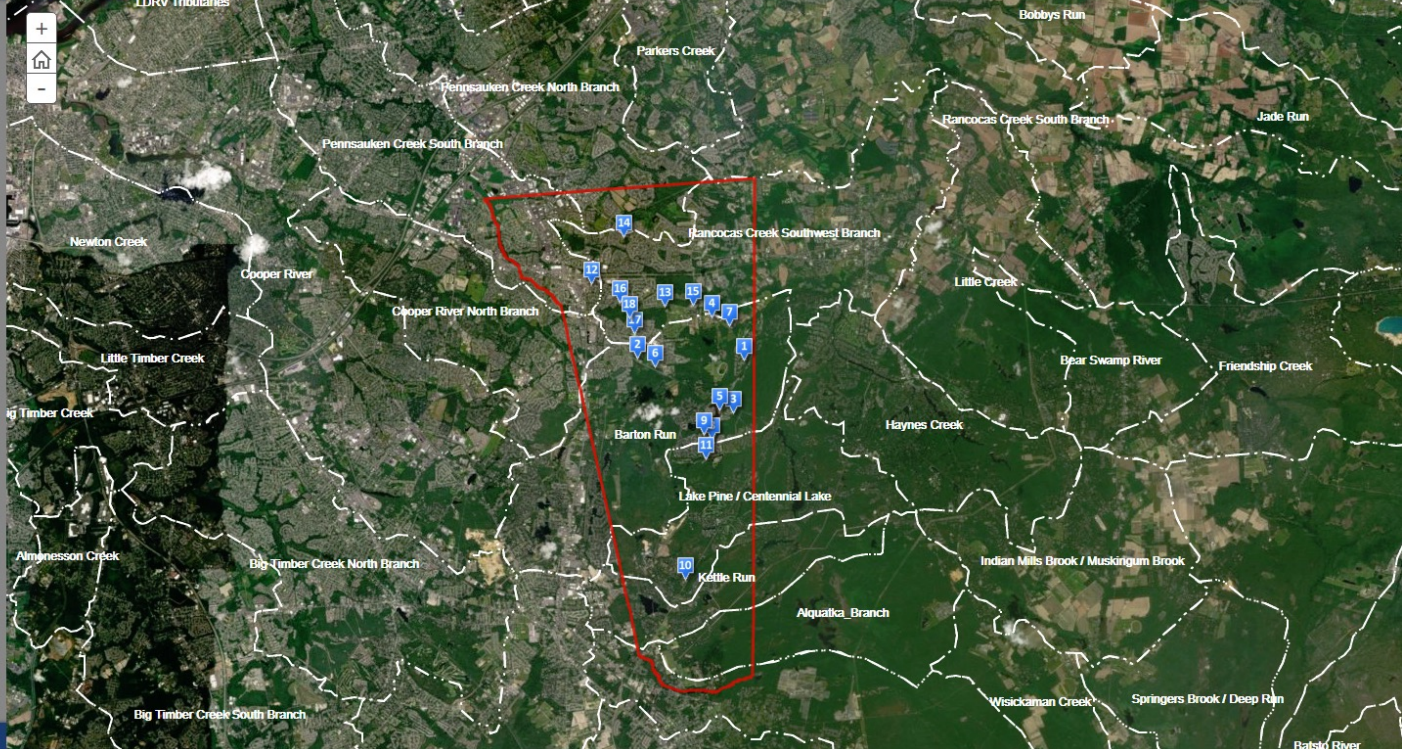 LDRV Tributaries
Bobbys Run
+
Parkers Creek
-
Pennsauken Creek North Branch
Rancocas Creek South Branch
Jade Run
Pennsauken Creek South Branch
14
Rancocas Creek Southwest Branch
Newton Creek
12
Cooper River
Little Creek
16
13
15
18
4
7
Cooper River North Branch
17
2
6
1
Little Timber Creek
Bear Swamp River
Friendship Creek
5
3
ig Timber Creek
9
Haynes Creek
Barton Run
11
Lake Pine / Centennial Lake
Almonesson Creek
Big Timber Creek North Branch
10
Kettle Run
Indian Mills Brook / Muskingum Brook
Alquatka_Branch
Wisickaman Creek
Springers Brook / Deep Run
Big Timber Creek South Branch
Batsto River